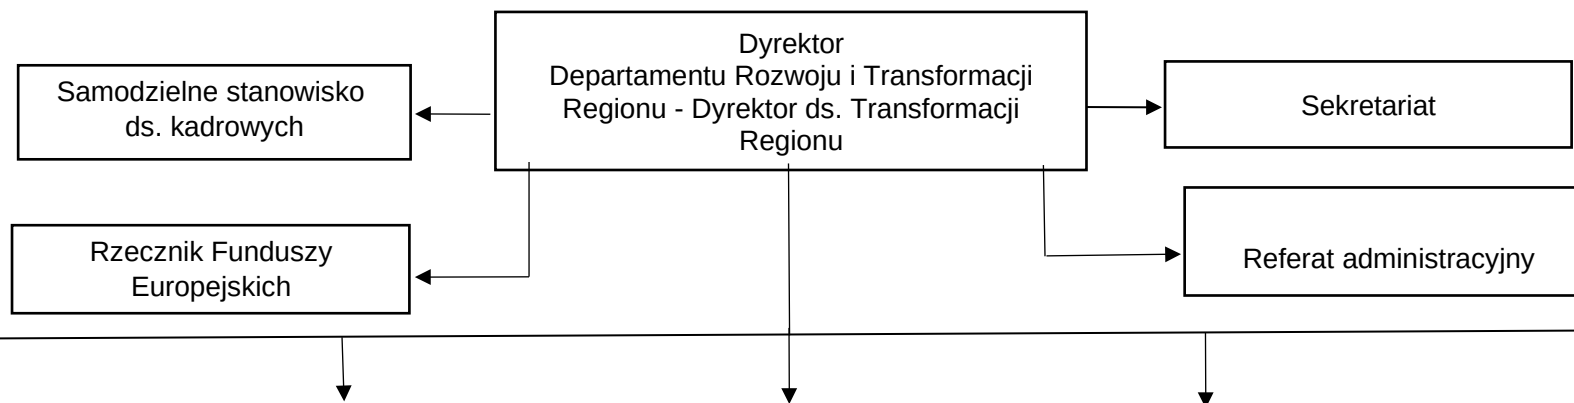 Dyrektor
Departamentu Rozwoju i Transformacji
Regionu - Dyrektor ds. Transformacji
Regionu
Samodzielne stanowisko
ds. kadrowych
Sekretariat
Rzecznik Funduszy
Europejskich
Referat administracyjny